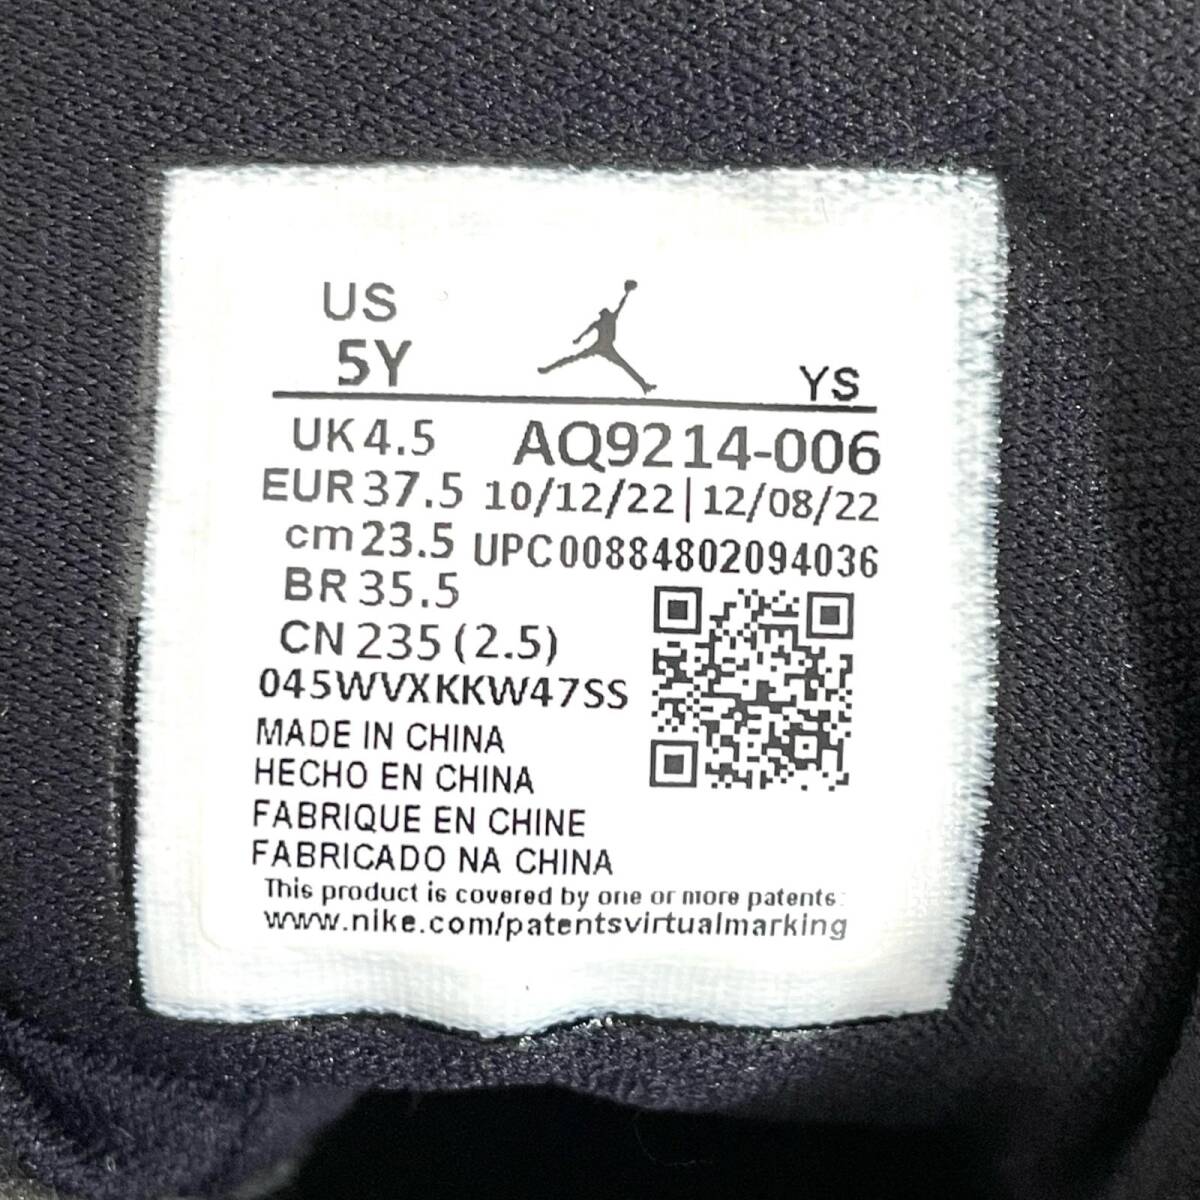 US
5Y
YS
UK 4.5 AQ9214-006
EUR 37.5 10/12/22 | 12/08/22
cm 23.5 UPC00884802094036
BR 35.5
CN 235 (2.5)
045WVXKKW47SS
MADE IN CHINA
HECHO EN CHINA
FABRIQUE EN CHINE
FABRICADO NA CHINA
This product is covered by one or more patents:
www.nike.com/patentsvirtualmarking